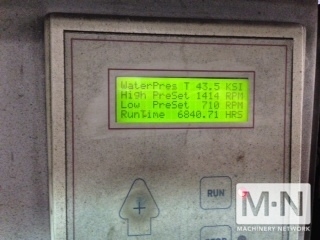 WaterPres T 43.5 KSI
High PreSet 1414 RPM
Low PreSet 710 RPM
RunTime 6840.71 HRS
RUN
M·N
MACHINERY NETWORK